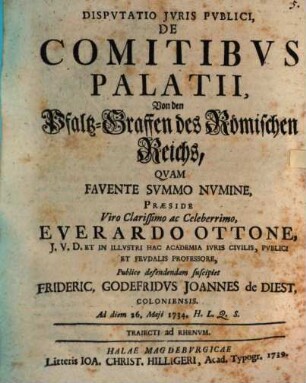 5.
DISPVTATIO JVRIS PVBLICI,
DE
COMITIBVS
PALATII,
Von den
Pfaltz-Graffen des Römischen
Reichs,
QVAM
FAVENTE SVMMO NVMINE,
PRÆSIDE
Viro Clarissimo ac Celeberrimo,
EVERARDO OTTONE,
J, V, D. ET IN ILLVSTRI HAC ACADEMIA IVRIS CIVILIS, PVBLICI
ET FEVDALIS PROFESSORE,
Publice defendendam suscipiet
FRIDERIC, GODEFRIDVS JOANNES de DIEST,
COLONIENSIS.
Ad diem 26, Maji 1734, H. L. Q. S.
TRAIECTI ad RHENVM.
HALAE MAGDEBVRGICAE
Litteris IOA. CHRIST. HILLIGERI, Acad. Typogr.